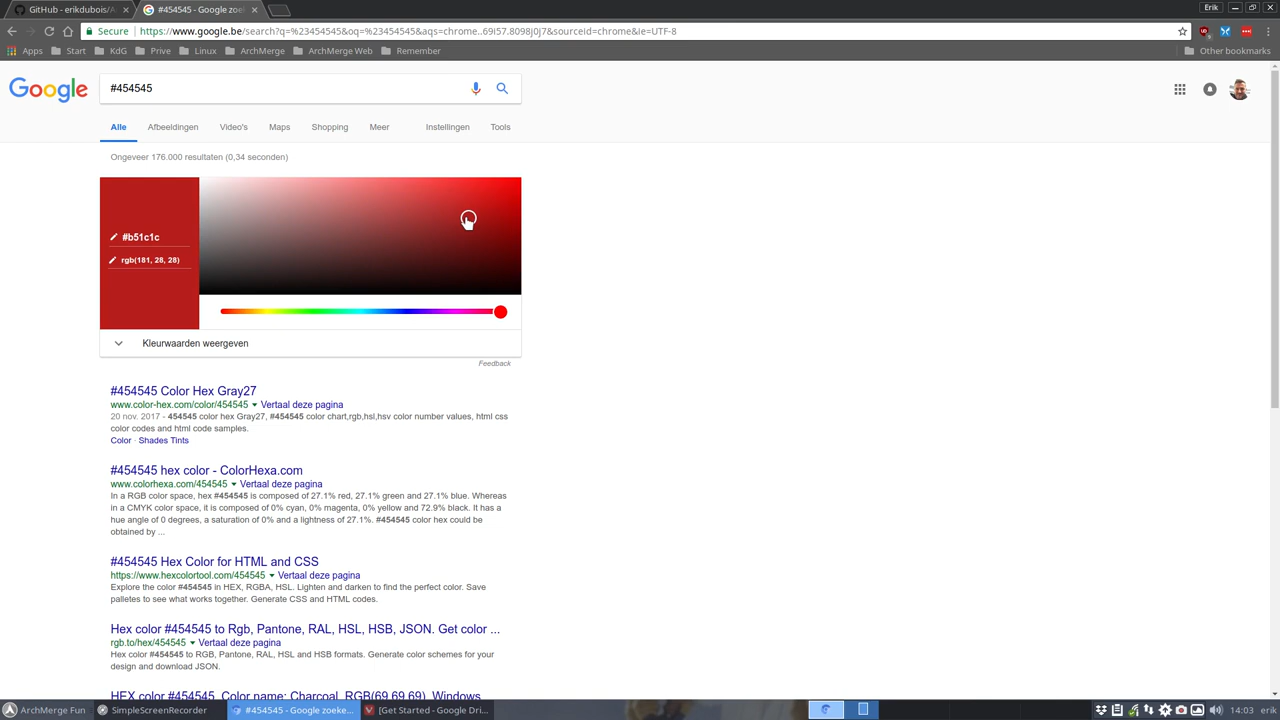 GitHub - erikdubois/A
#454545 - Google zoel
Erik
Secure
https://www.google.be/search?q=%23454545&oq=%23454545&aqs=chrome..69i57.8098j0j7&sourceid=chrome&ie=UTF-8
Apps
Start
KdG
Prive
Linux
ArchMerge
ArchMerge Web
Remember
Other bookmarks
Google
#454545
Alle
Afbeeldingen
Video's
Maps
Shopping
Meer
Instellingen
Tools
Ongeveer 176.000 resultaten (0,34 seconden)
#b51c1c
rgb(181, 28, 28)
Kleurwaarden weergeven
Feedback
#454545 Color Hex Gray27
www.color-hex.com/color/454545 Vertaal deze pagina
20 nov. 2017 - 454545 color hex Gray27, #454545 color chart,rgb,hsl,hsv color number values, html css
color codes and html code samples.
Color · Shades Tints
#454545 hex color - ColorHexa.com
www.colorhexa.com/454545 Vertaal deze pagina
In a RGB color space, hex #454545 is composed of 27.1% red, 27.1% green and 27.1% blue. Whereas
in a CMYK color space, it is composed of 0% cyan, 0% magenta, 0% yellow and 72.9% black. It has a
hue angle of 0 degrees, a saturation of 0% and a lightness of 27.1%. #454545 color hex could be
obtained by ...
#454545 Hex Color for HTML and CSS
https://www.hexcolortool.com/454545 Vertaal deze pagina
Explore the color #454545 in HEX, RGBA, HSL. Lighten and darken to find the perfect color. Save
palletes to see what works together. Generate CSS and HTML codes.
Hex color #454545 to Rgb, Pantone, RAL, HSL, HSB, JSON. Get color ...
rgb.to/hex/454545 Vertaal deze pagina
Hex color #454545 to RGB, Pantone, RAL, HSL and HSB formats. Generate color schemes for your
design and download JSON.
HEX color #454545, Color name: Charcoal, RGB(69,69,69), Windows
ArchMerge Fun
SimpleScreenRecorder
#454545 - Google zoeke...
[Get Started - Google Dri...
14:03
erik